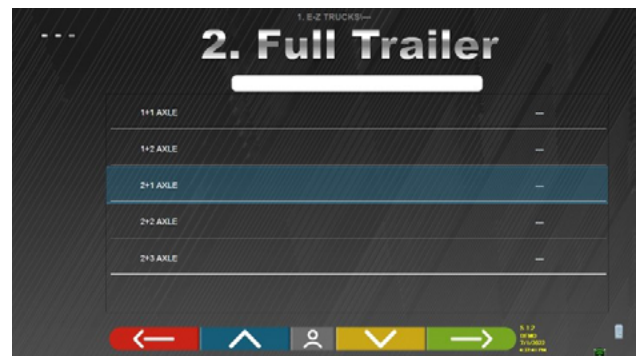 1. E-Z TRUCKS\---
---
2. Full Trailer
1+1 AXLE ---
1+2 AXLE ---
2+1 AXLE ---
2+2 AXLE ---
2+3 AXLE ---
DEMO